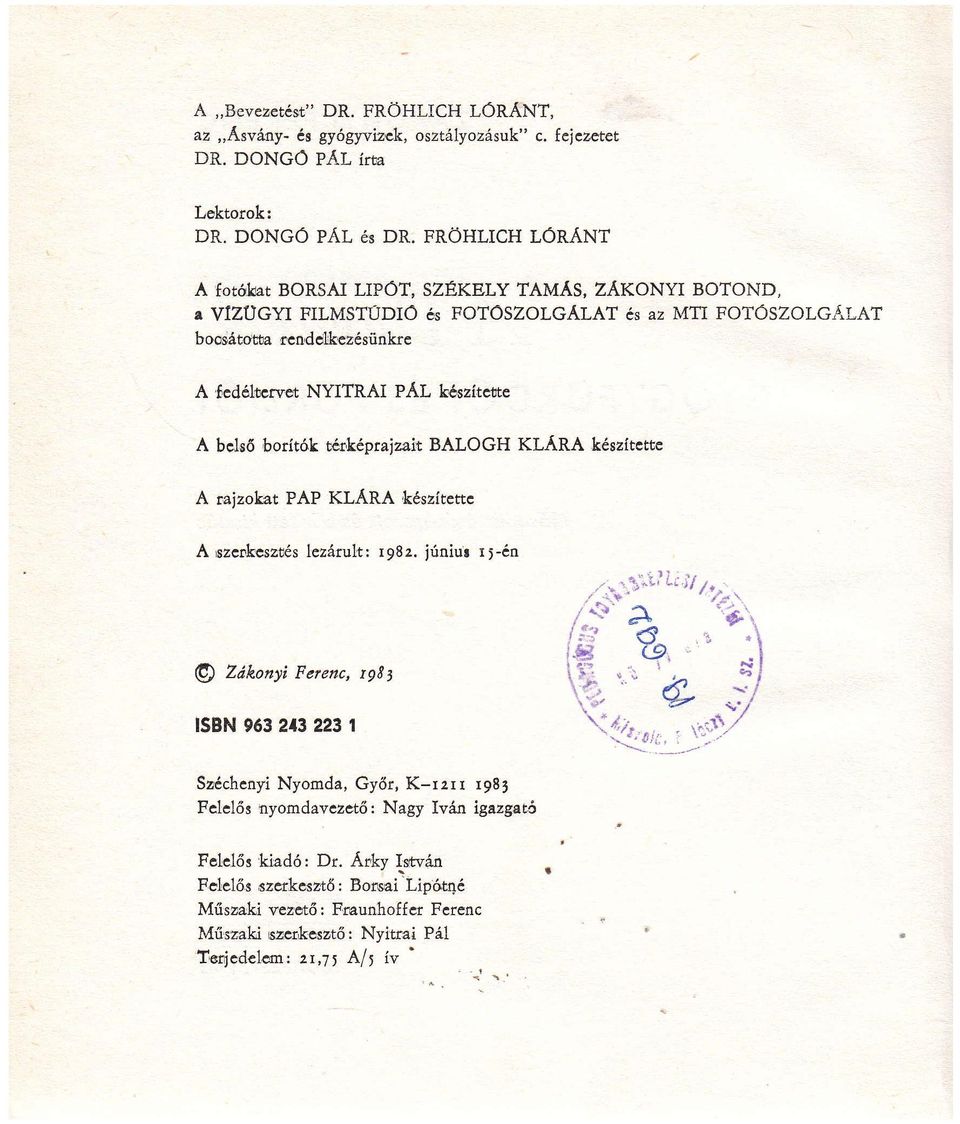 A „Bevezetést” DR. FRÖHLICH LÓRÁNT,
az „Ásvány- és gyógyvizek, osztályozásuk” c. fejezetet
DR. DONGÓ PÁL írta
Lektorok:
DR. DONGÓ PÁL és DR. FRÖHLICH LÓRÁNT
A fotókat BORSAI LIPÓT, SZÉKELY TAMÁS, ZÁKONYI BOTOND,
a VÍZÜGYI FILMSTÚDIÓ és FOTÓSZOLGÁLAT és az MTI FOTÓSZOLGÁLAT
bocsátotta rendelkezésünkre
A fedéltervet NYITRAI PÁL készítette
A belső borítók térképrajzait BALOGH KLÁRA készítette
A rajzokat PAP KLÁRA készítette
A szerkesztés lezárult: 1982. június 15-én
© Zákonyi Ferenc, 1983
ISBN 963 243 223 1
Széchenyi Nyomda, Győr, K–1211 1983
Felelős nyomdavezető: Nagy Iván igazgató
Felelős kiadó: Dr. Árky István
Felelős szerkesztő: Borsai Lipótné
Műszaki vezető: Fraunhoffer Ferenc
Műszaki szerkesztő: Nyitrai Pál
Terjedelem: 21,75 A/5 ív